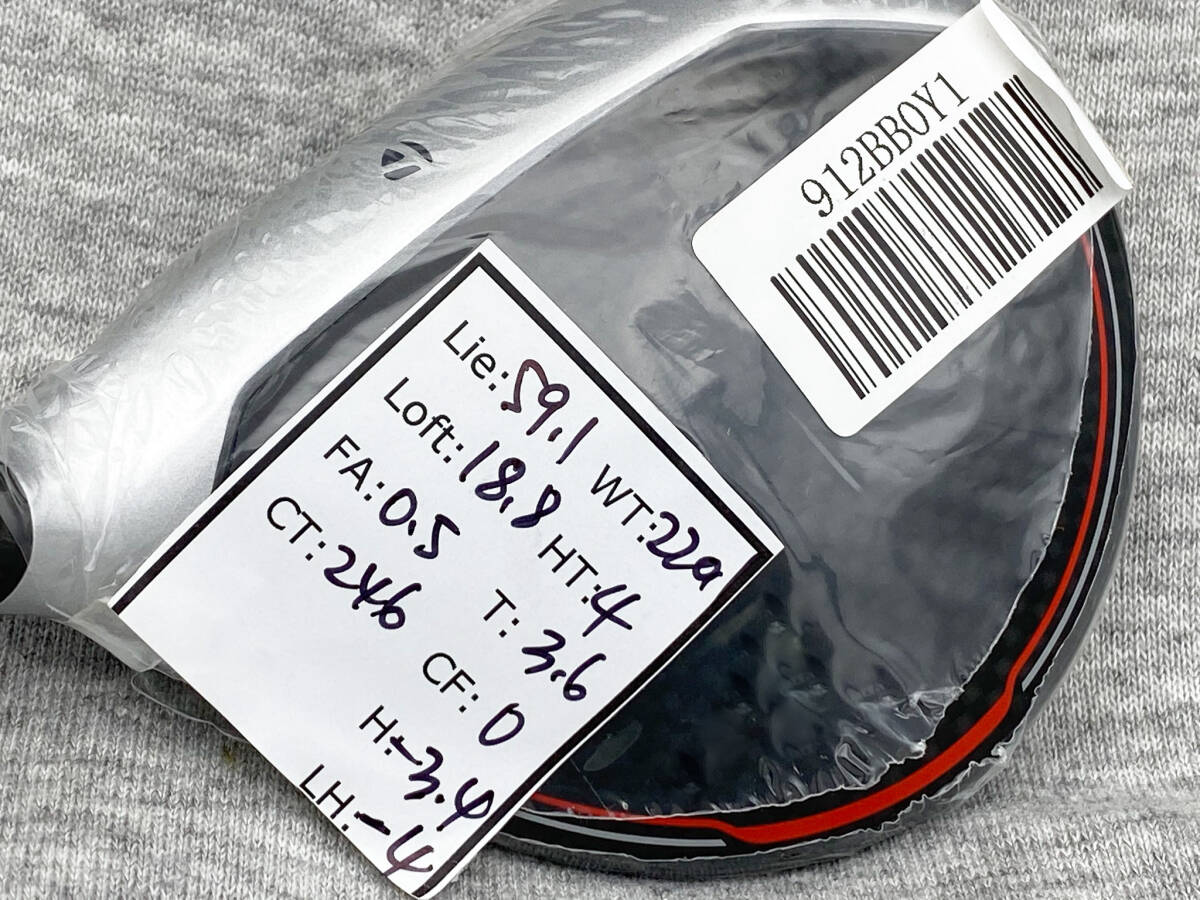 912BB0Y1
Lie: 59.1 WT: 229
Loft: 18.8 HT: 4
FA: 0.5 T: 3.6
CT: 246 CF: 0
H: -3.4
LH: -4